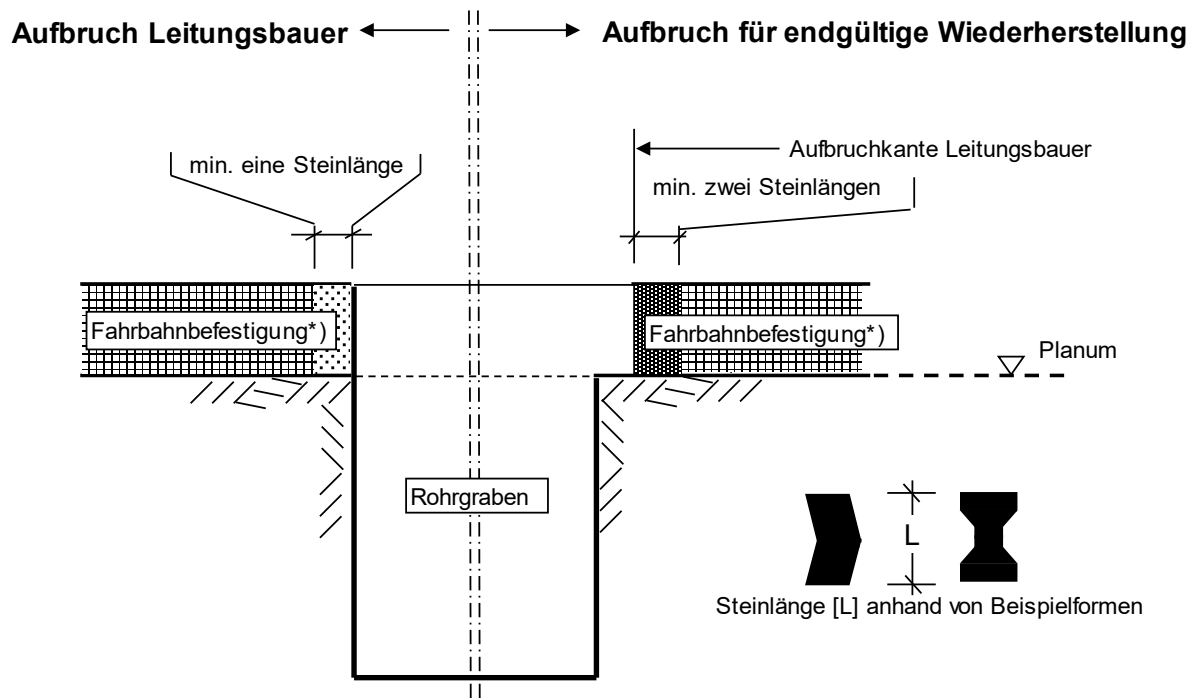 Aufbruch Leitungsbauer
Aufbruch für endgültige Wiederherstellung
min. eine Steinlänge
Aufbruchkante Leitungsbauer
min. zwei Steinlängen
Fahrbahnbefestigung*)
Fahrbahnbefestigung*)
Planum
Rohrgraben
L
Steinlänge [L] anhand von Beispielformen